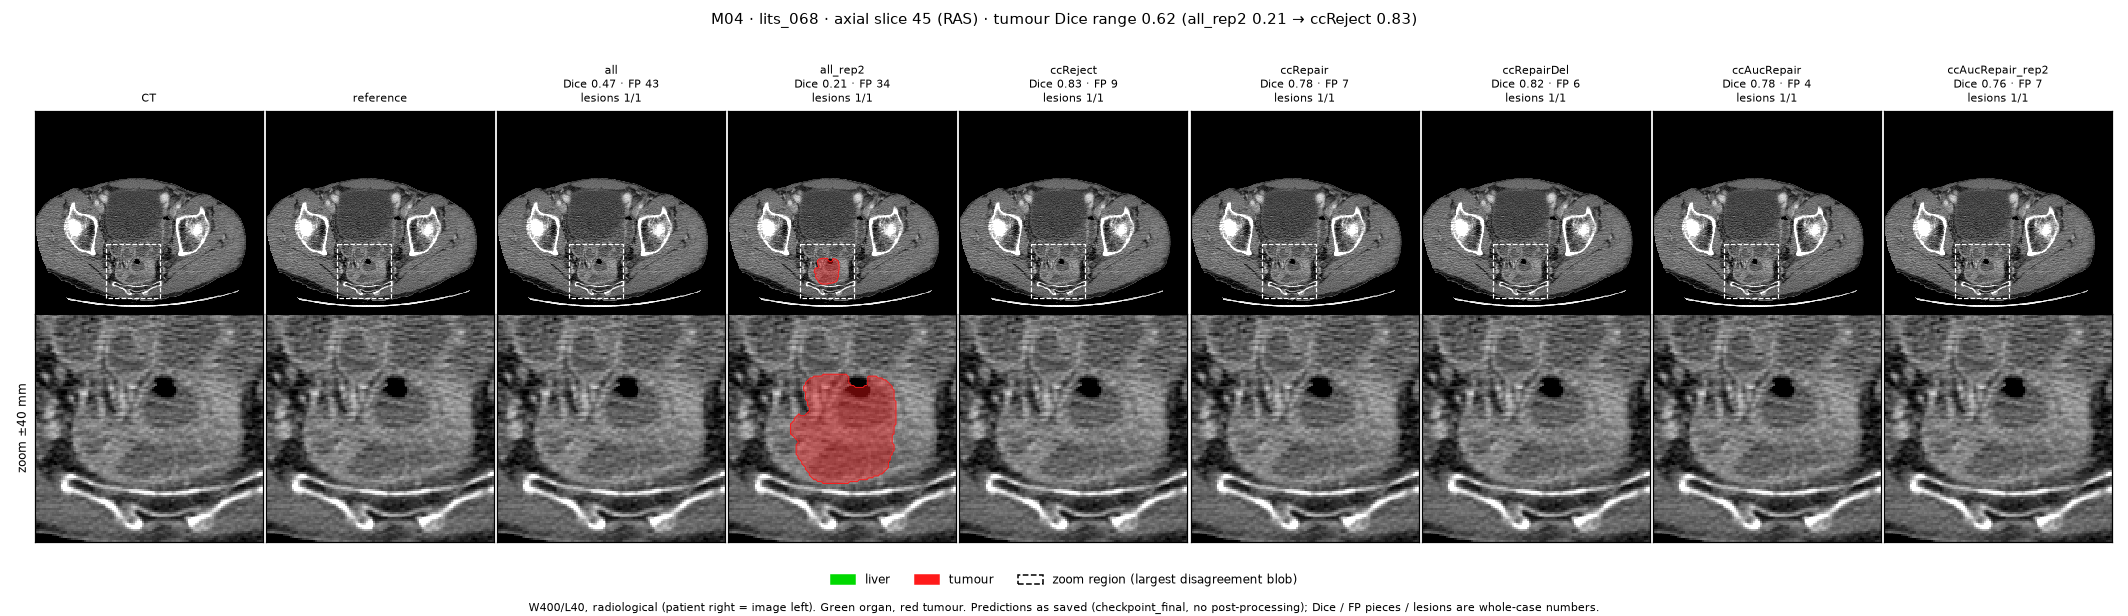 M04 · lits_068 · axial slice 45 (RAS) · tumour Dice range 0.62 (all_rep2 0.21 → ccReject 0.83)
CT
reference
all
Dice 0.47 · FP 43
lesions 1/1
all_rep2
Dice 0.21 · FP 34
lesions 1/1
ccReject
Dice 0.83 · FP 9
lesions 1/1
ccRepair
Dice 0.78 · FP 7
lesions 1/1
ccRepairDel
Dice 0.82 · FP 6
lesions 1/1
ccAucRepair
Dice 0.78 · FP 4
lesions 1/1
ccAucRepair_rep2
Dice 0.76 · FP 7
lesions 1/1
zoom ±40 mm
liver
tumour
zoom region (largest disagreement blob)
W400/L40, radiological (patient right = image left). Green organ, red tumour. Predictions as saved (checkpoint_final, no post-processing); Dice / FP pieces / lesions are whole-case numbers.